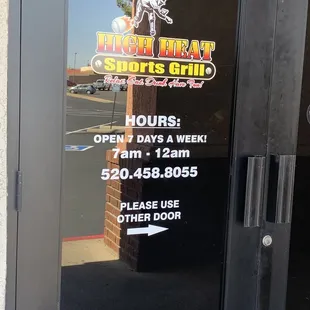 HIGH HEAT
Sports Grill
HOURS:
OPEN 7 DAYS A WEEK!
7am - 12am
520.458.8055
PLEASE USE
OTHER DOOR